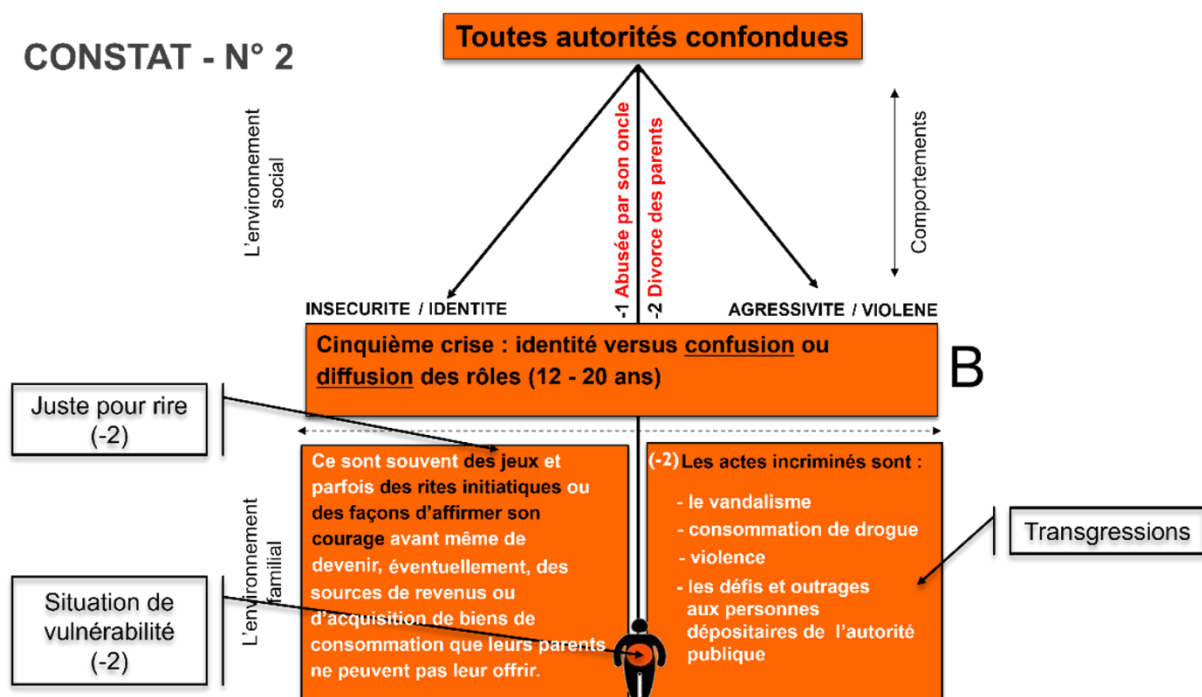 CONSTAT - N° 2
Toutes autorités confondues
L'environnement
social
-1 Abusée par son oncle
-2 Divorce des parents
Comportements
INSECURITE / IDENTITE
AGRESSIVITE / VIOLENE
Cinquième crise : identité versus confusion ou
diffusion des rôles (12 - 20 ans)
B
Juste pour rire
(-2)
Situation de
vulnérabilité
(-2)
L'environnement
familial
Ce sont souvent des jeux et
parfois des rites initiatiques ou
des façons d'affirmer son
courage avant même de
devenir, éventuellement, des
sources de revenus ou
d'acquisition de biens de
consommation que leurs parents
ne peuvent pas leur offrir.
(-2) Les actes incriminés sont :
- le vandalisme
- consommation de drogue
- violence
- les défis et outrages
aux personnes
dépositaires de l'autorité
publique
Transgressions